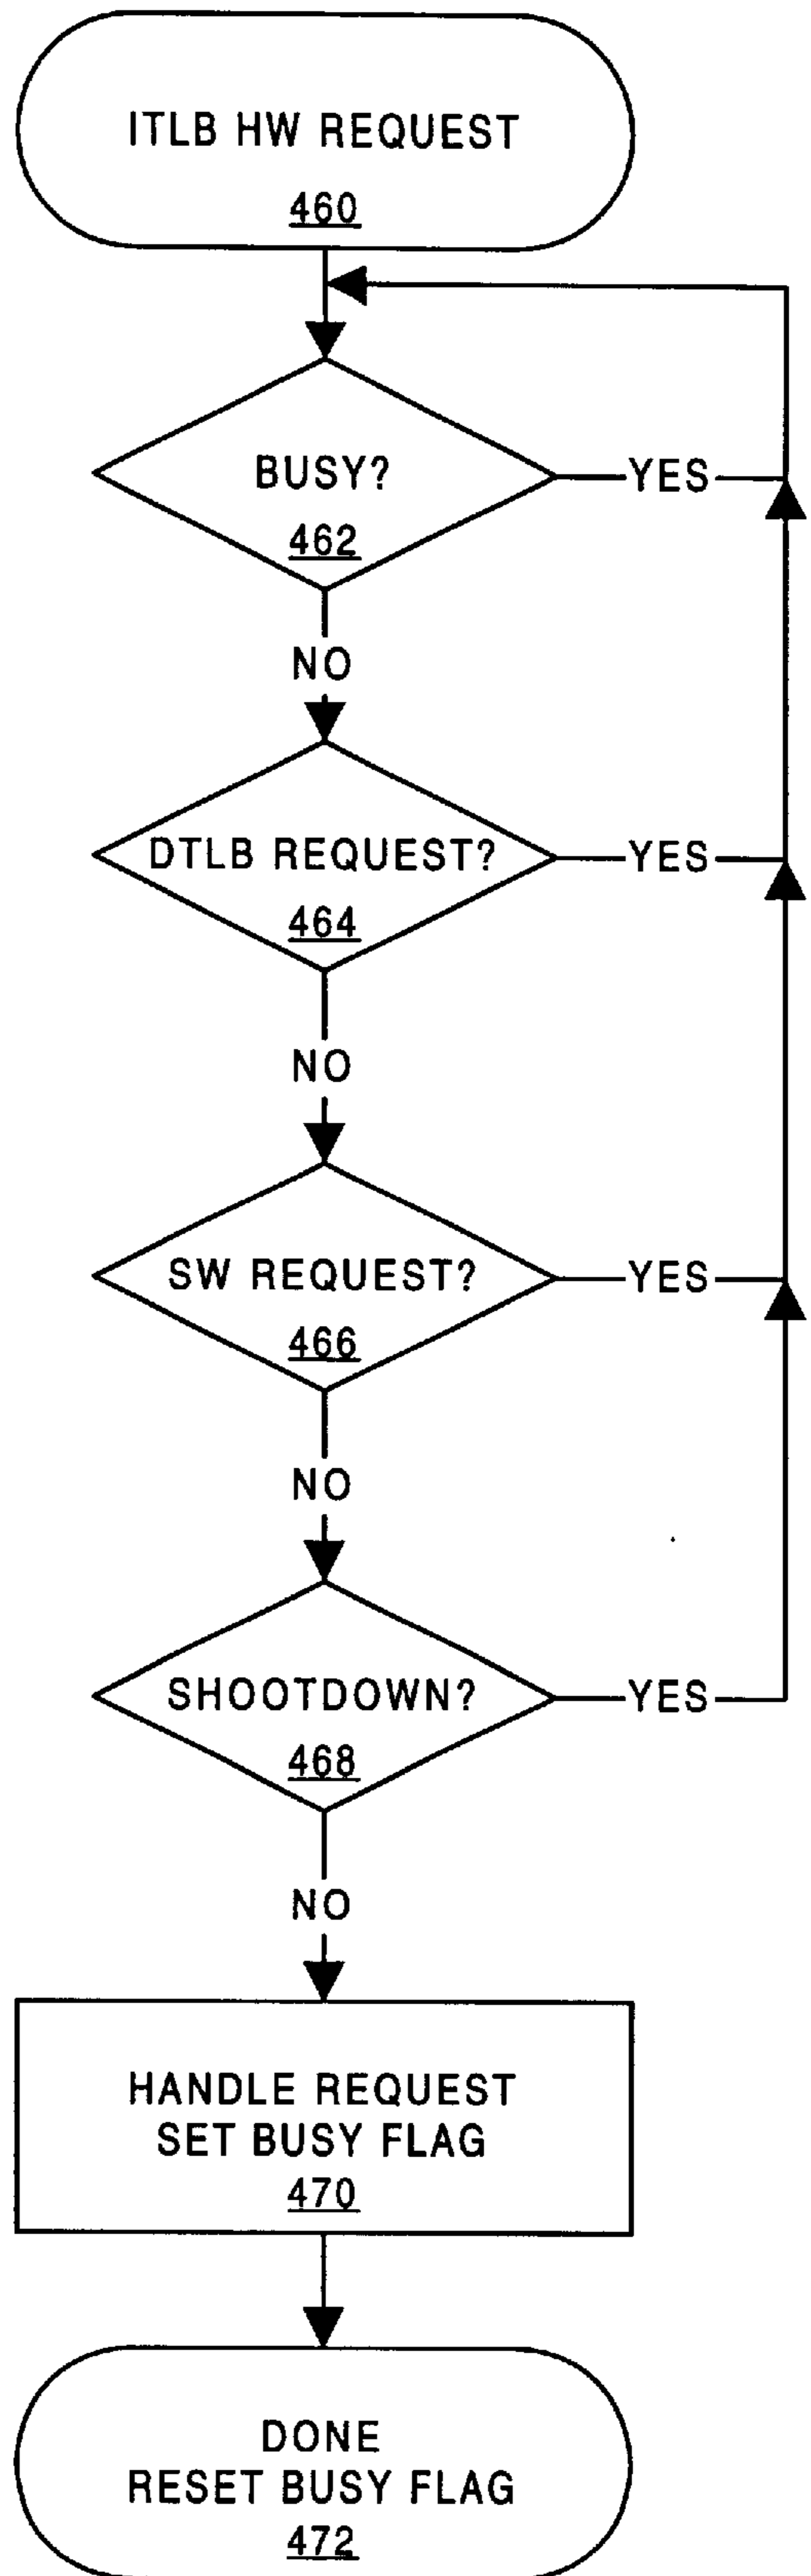 ITLB HW REQUEST
460
BUSY?
YES
462
NO
DTLB REQUEST?
YES
464
NO
SW REQUEST?
YES
466
NO
SHOOTDOWN?
YES
468
NO
HANDLE REQUEST
SET BUSY FLAG
470
DONE
RESET BUSY FLAG
472